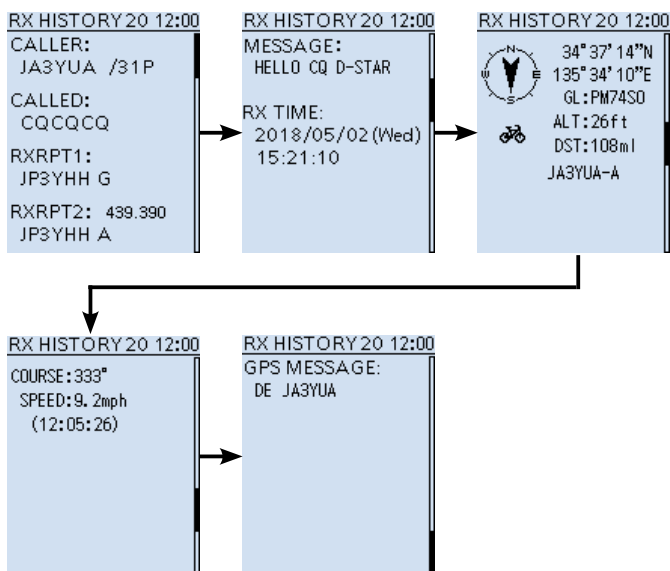 RX HISTORY 20 12:00
CALLER:
JA3YUA /31P
CALLED:
CQCQCQ
RXRPT1:
JP3YHH G
RXRPT2: 439.390
JP3YHH A
RX HISTORY 20 12:00
MESSAGE:
HELLO CQ D-STAR
RX TIME:
2018/05/02(Wed)
15:21:10
RX HISTORY 20 12:00
N
W E
S
34°37'14"N
135°34'10"E
GL:PM74SO
ALT:26ft
DST:108ml
JA3YUA-A
RX HISTORY 20 12:00
COURSE:333°
SPEED:9.2mph
(12:05:26)
RX HISTORY 20 12:00
GPS MESSAGE:
DE JA3YUA